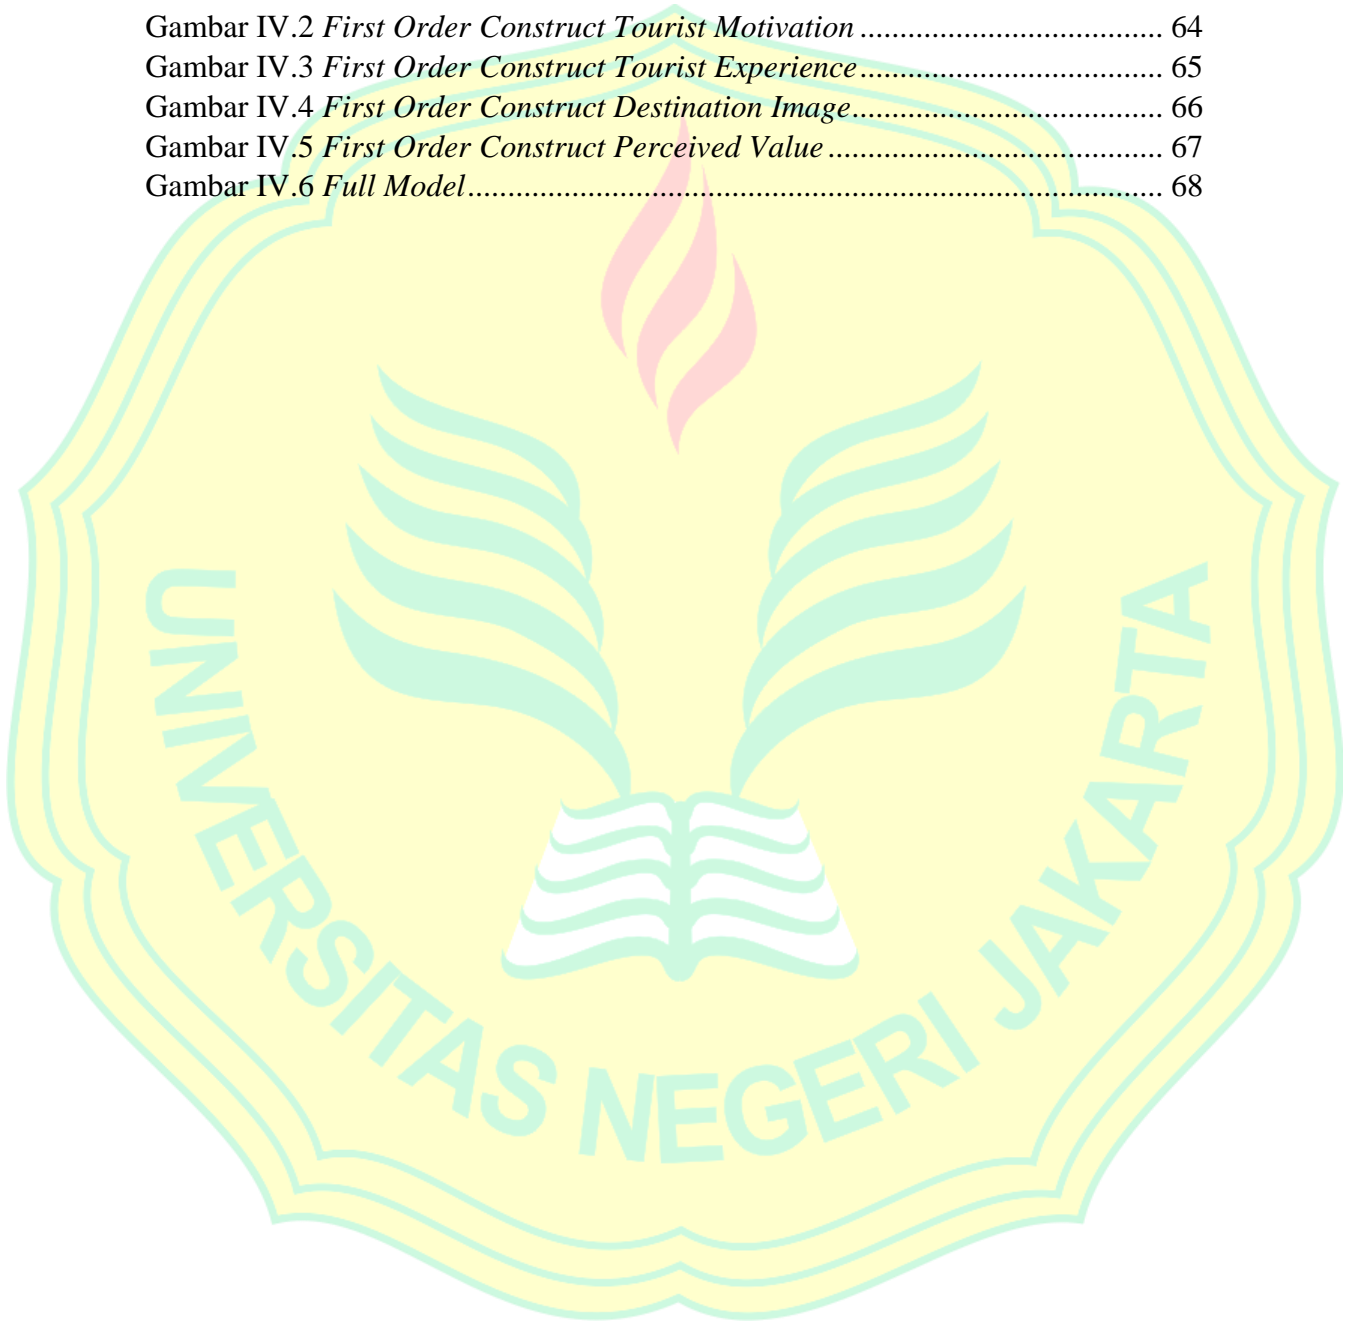 Gambar IV.2 First Order Construct Tourist Motivation ...................................... 64
Gambar IV.3 First Order Construct Tourist Experience...................................... 65
Gambar IV.4 First Order Construct Destination Image....................................... 66
Gambar IV.5 First Order Construct Perceived Value .......................................... 67
Gambar IV.6 Full Model....................................................................................... 68
UNIVERSITAS NEGERI JAKARTA